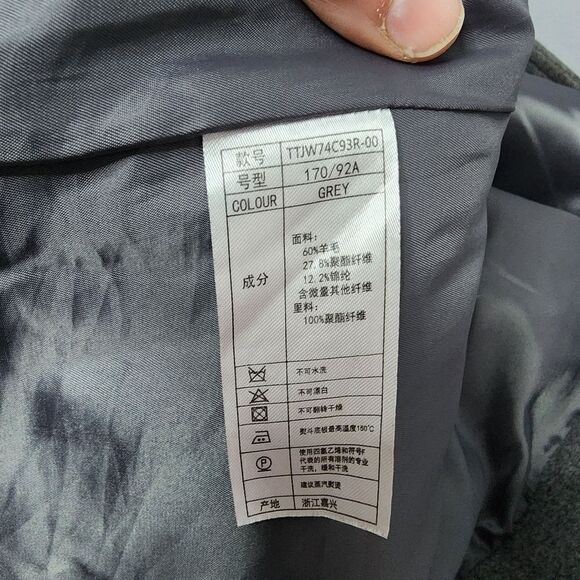 款号 TTJW74C93R-00
号型 170/92A
COLOUR GREY
成分
面料：
60%羊毛
27.8%聚酯纤维
12.2%锦纶
含微量其他纤维
里料：
100%聚酯纤维
不可水洗
不可漂白
不可翻转干燥
熨斗底板最高温度150℃
使用四氯乙烯和符号F
代表的所有溶剂的专业
干洗，缓和干洗
建议蒸汽熨烫
产地 浙江嘉兴